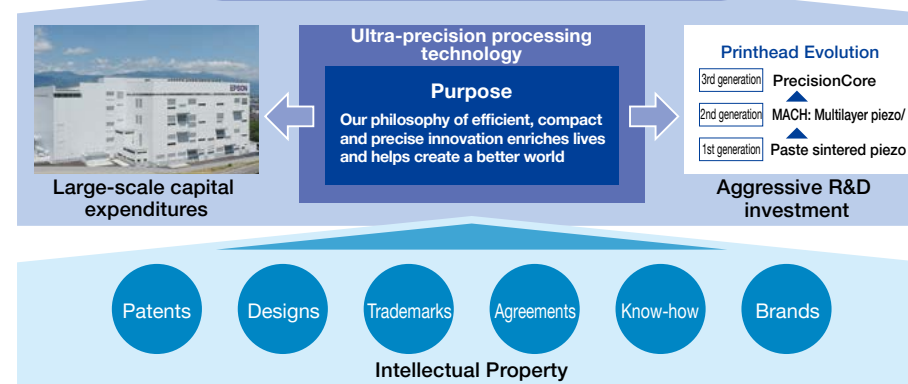 Ultra-precision processing
technology
EPSON
Purpose
Our philosophy of efficient, compact
and precise innovation enriches lives
and helps create a better world
Large-scale capital
expenditures
Printhead Evolution
3rd generation PrecisionCore
2nd generation MACH: Multilayer piezo/
1st generation Paste sintered piezo
Aggressive R&D
investment
Patents
Designs
Trademarks
Agreements
Know-how
Brands
Intellectual Property